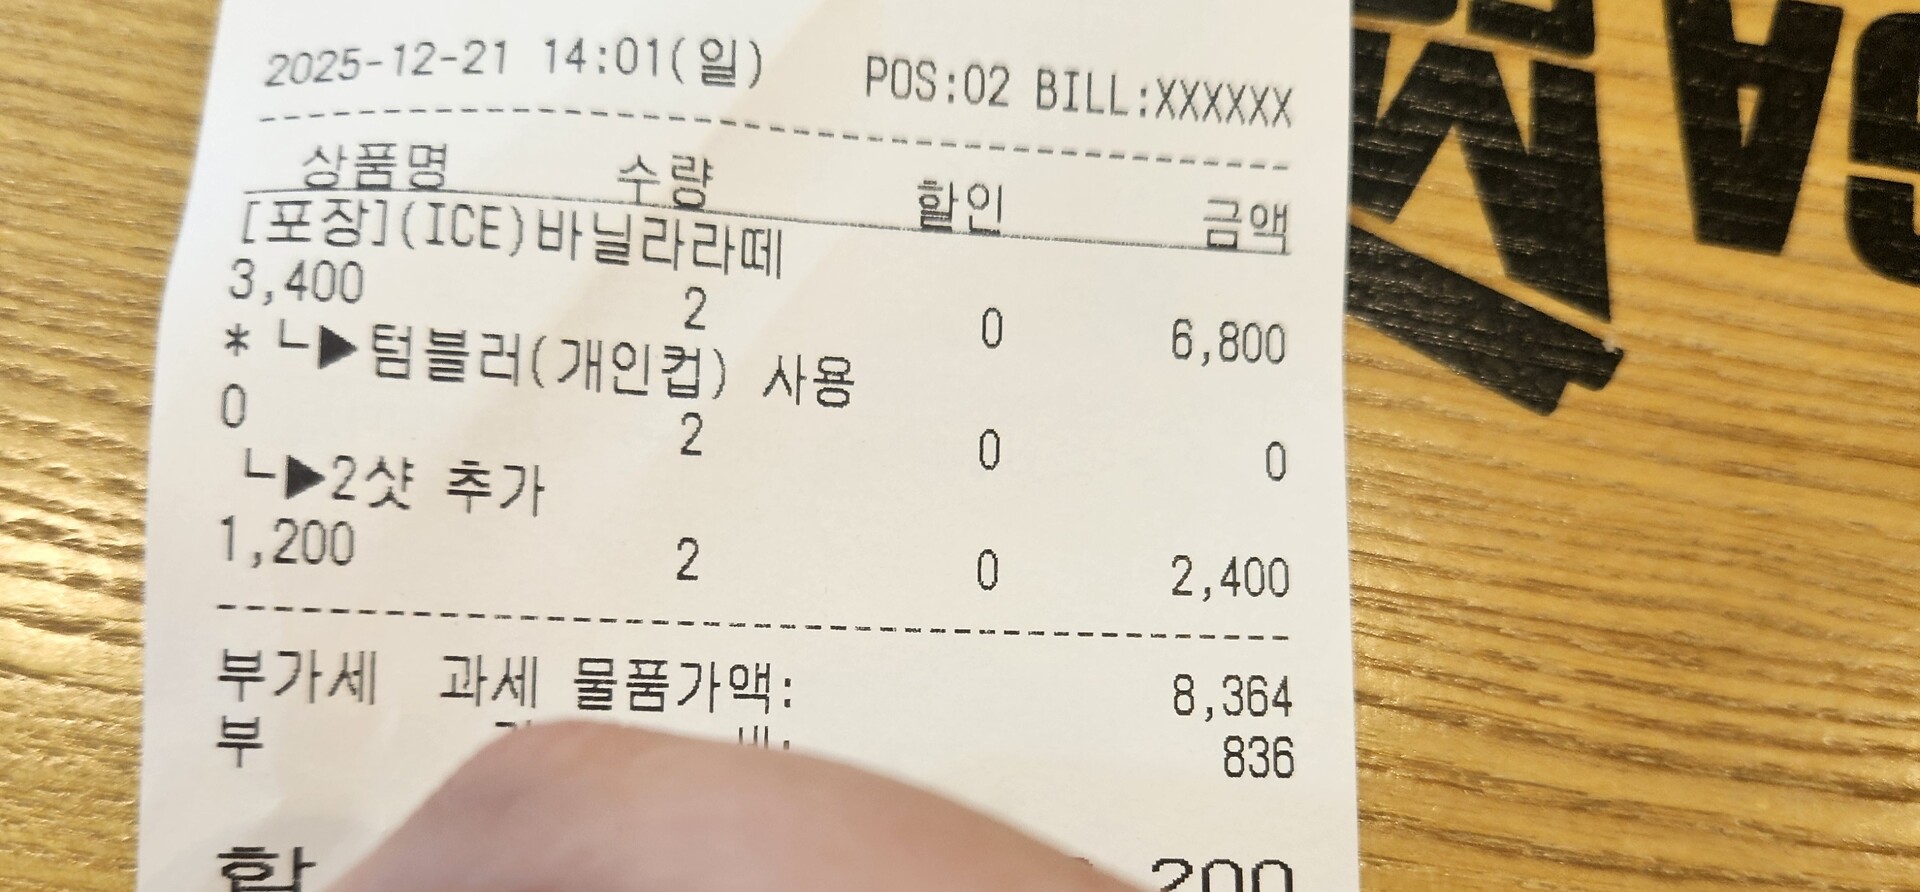 2025-12-21 14:01(일) POS:02 BILL:XXXXXX
상품명 수량 할인 금액
[포장](ICE)바닐라라떼
3,400 2 0 6,800
* ┗▶텀블러(개인컵) 사용
0 2 0 0
┗▶2샷 추가
1,200 2 0 2,400
부가세 과세 물품가액: 8,364
부 836
합 200